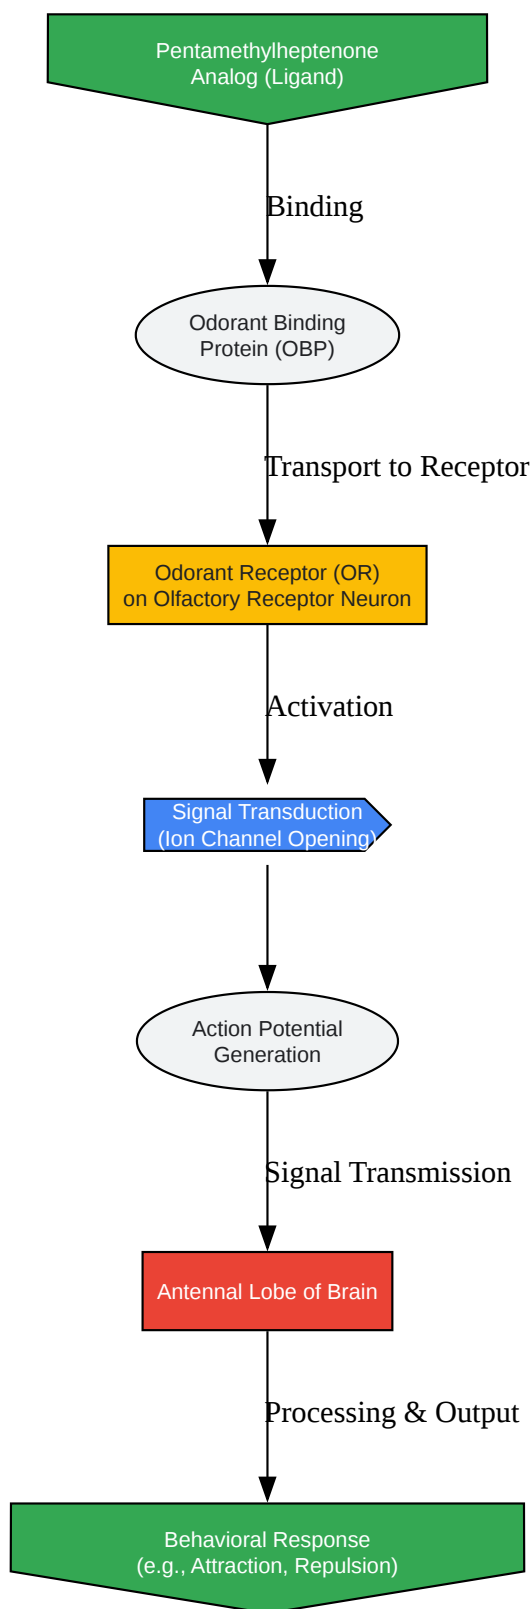 Pentamethylheptenone
Analog (Ligand)
Binding
Odorant Binding
Protein (OBP)
Transport to Receptor
Odorant Receptor (OR)
on Olfactory Receptor Neuron
Activation
Signal Transduction
(Ion Channel Opening)
Action Potential
Generation
Signal Transmission
Antennal Lobe of Brain
Processing & Output
Behavioral Response
(e.g., Attraction, Repulsion)